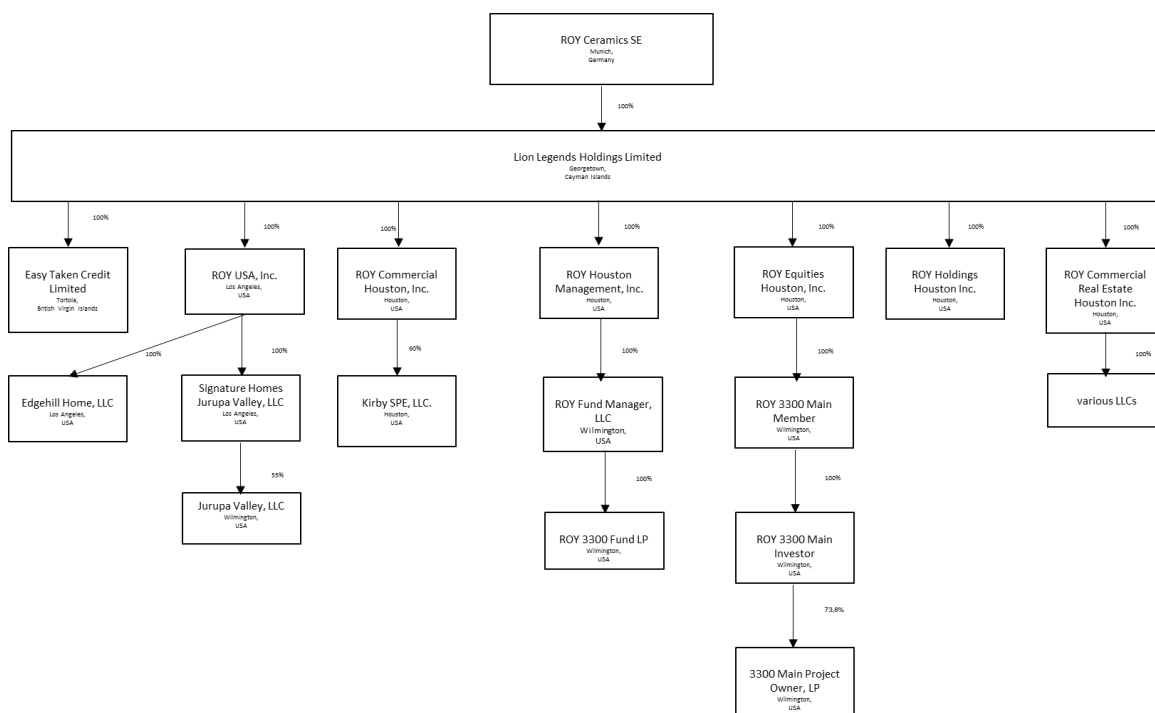 ROY Ceramics SE
Munich,
Germany
100%
Lion Legends Holdings Limited
Georgetown,
Cayman Islands
100%
100%
100%
100%
100%
100%
100%
Easy Taken Credit
Limited
Tortola,
British Virgin Islands
ROY USA, Inc.
Los Angeles,
USA
ROY Commercial
Houston, Inc.
Houston,
USA
ROY Houston
Management, Inc.
Houston,
USA
ROY Equities
Houston, Inc.
Houston,
USA
ROY Holdings
Houston Inc.
Houston,
USA
ROY Commercial
Real Estate
Houston Inc.
Houston,
USA
100%
100%
60%
100%
100%
100%
Edgehill Home, LLC
Los Angeles,
USA
Signature Homes
Jurupa Valley, LLC
Los Angeles,
USA
Kirby SPE, LLC.
Houston,
USA
ROY Fund Manager,
LLC
Wilmington,
USA
ROY 3300 Main
Member
Wilmington,
USA
various LLCs
55%
100%
100%
Jurupa Valley, LLC
Wilmington,
USA
ROY 3300 Fund LP
Wilmington,
USA
ROY 3300 Main
Investor
Wilmington,
USA
73,8%
3300 Main Project
Owner, LP
Wilmington,
USA